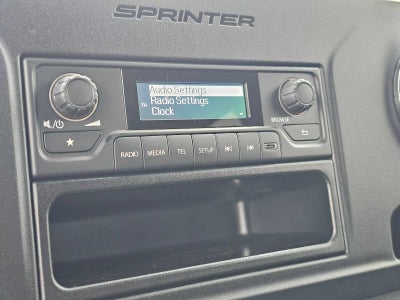 SPRINTER
Audio Settings
TA Radio Settings
Clock
BROWSE
RADIO MEDIA TEL SETUP